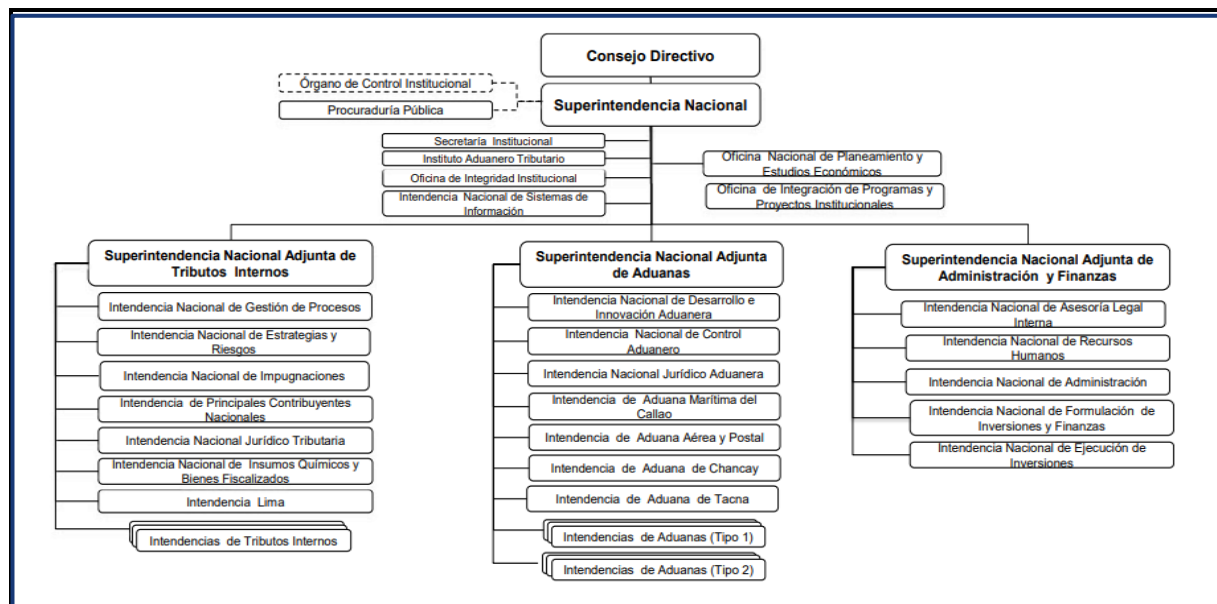 Consejo Directivo
Órgano de Control Institucional
Superintendencia Nacional
Procuraduría Pública
Secretaría Institucional
Instituto Aduanero Tributario
Oficina de Integridad Institucional
Intendencia Nacional de Sistemas de
Información
Oficina Nacional de Planeamiento y
Estudios Económicos
Oficina de Integración de Programas y
Proyectos Institucionales
Superintendencia Nacional Adjunta de
Tributos Internos
Intendencia Nacional de Gestión de Procesos
Intendencia Nacional de Estrategias y
Riesgos
Intendencia Nacional de Impugnaciones
Intendencia de Principales Contribuyentes
Nacionales
Intendencia Nacional Jurídico Tributaria
Intendencia Nacional de Insumos Químicos y
Bienes Fiscalizados
Intendencia Lima
Intendencias de Tributos Internos
Superintendencia Nacional Adjunta
de Aduanas
Intendencia Nacional de Desarrollo e
Innovación Aduanera
Intendencia Nacional de Control
Aduanero
Intendencia Nacional Jurídico Aduanera
Intendencia de Aduana Marítima del
Callao
Intendencia de Aduana Aérea y Postal
Intendencia de Aduana de Chancay
Intendencia de Aduana de Tacna
Intendencias de Aduanas (Tipo 1)
Intendencias de Aduanas (Tipo 2)
Superintendencia Nacional Adjunta de
Administración y Finanzas
Intendencia Nacional de Asesoría Legal
Interna
Intendencia Nacional de Recursos
Humanos
Intendencia Nacional de Administración
Intendencia Nacional de Formulación de
Inversiones y Finanzas
Intendencia Nacional de Ejecución de
Inversiones